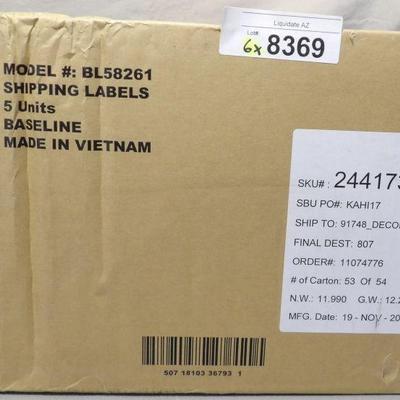 Liquidate AZ
Lot#
6x 8369
MODEL #: BL58261
SHIPPING LABELS
5 Units
BASELINE
MADE IN VIETNAM
SKU# : 244173
SBU PO#: KAHI17
SHIP TO: 91748_DECO
FINAL DEST: 807
ORDER#: 11074776
# of Carton: 53 Of 54
N.W.: 11.990 G.W.: 12.2
MFG. Date: 19 - NOV - 20
507 18103 36793 1